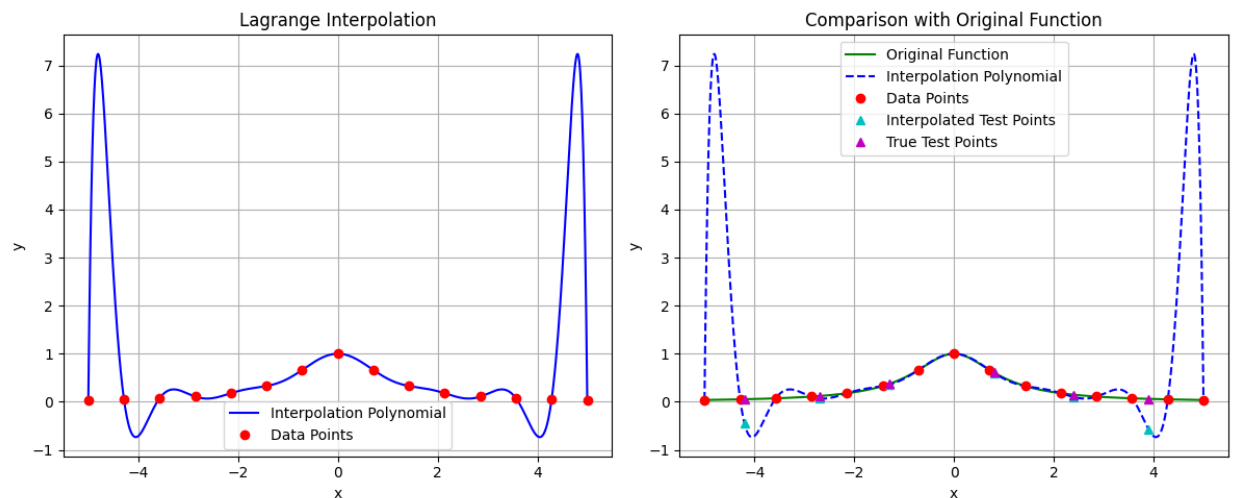 Lagrange Interpolation
7
6
5
4
3
2
1
0
−1
y
−4
−2
0
2
4
x
Interpolation Polynomial
Data Points
Comparison with Original Function
7
6
5
4
3
2
1
0
−1
y
−4
−2
0
2
4
x
Original Function
Interpolation Polynomial
Data Points
Interpolated Test Points
True Test Points